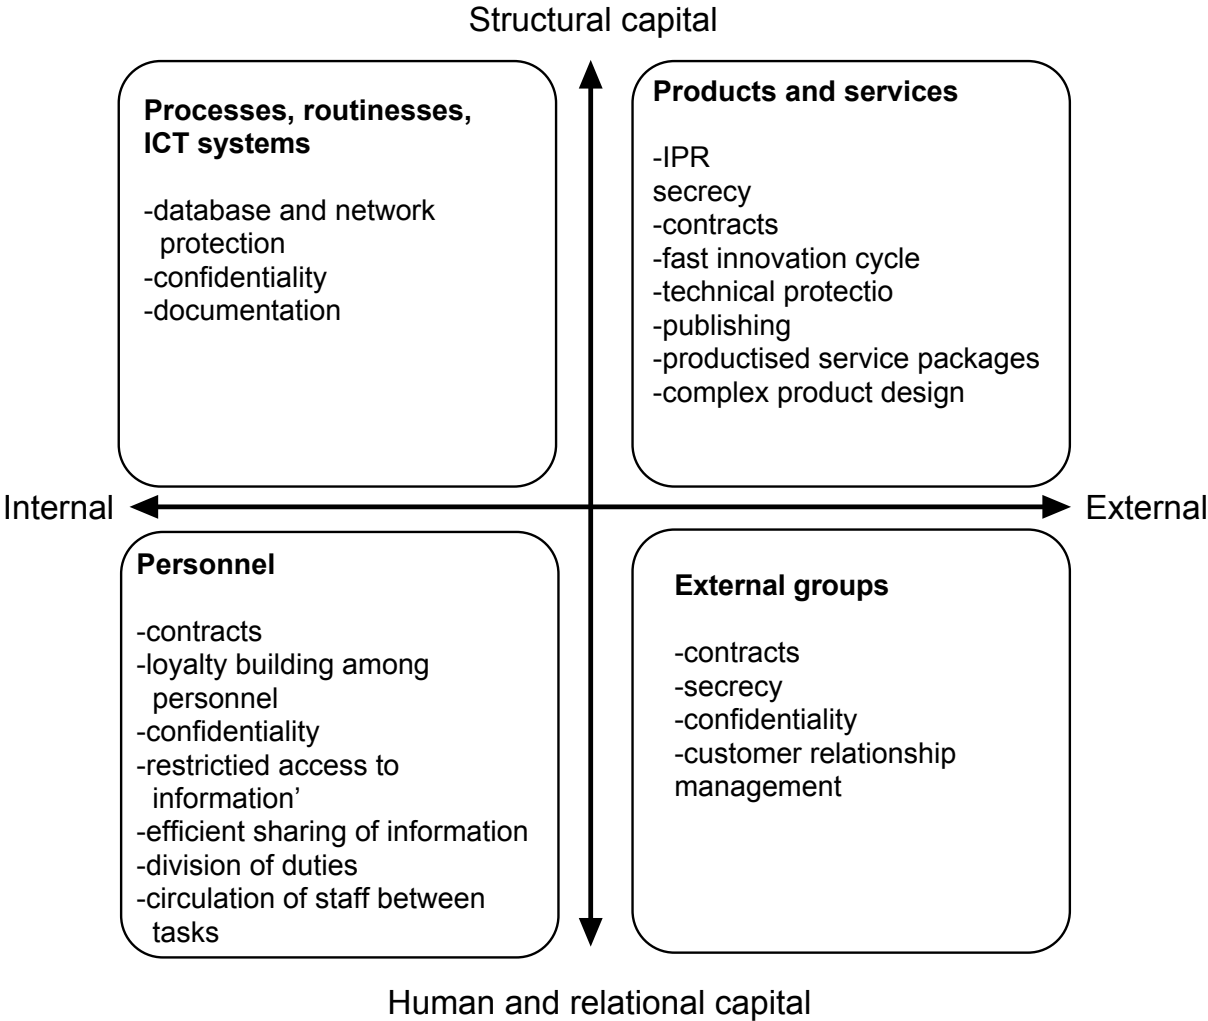 Structural capital
Processes, routinesses,
ICT systems
-database and network
protection
-confidentiality
-documentation
Products and services
-IPR
secrecy
-contracts
-fast innovation cycle
-technical protectio
-publishing
-productised service packages
-complex product design
Internal
External
Personnel
-contracts
-loyalty building among
personnel
-confidentiality
-restrictied access to
information’
-efficient sharing of information
-division of duties
-circulation of staff between
tasks
External groups
-contracts
-secrecy
-confidentiality
-customer relationship
management
Human and relational capital